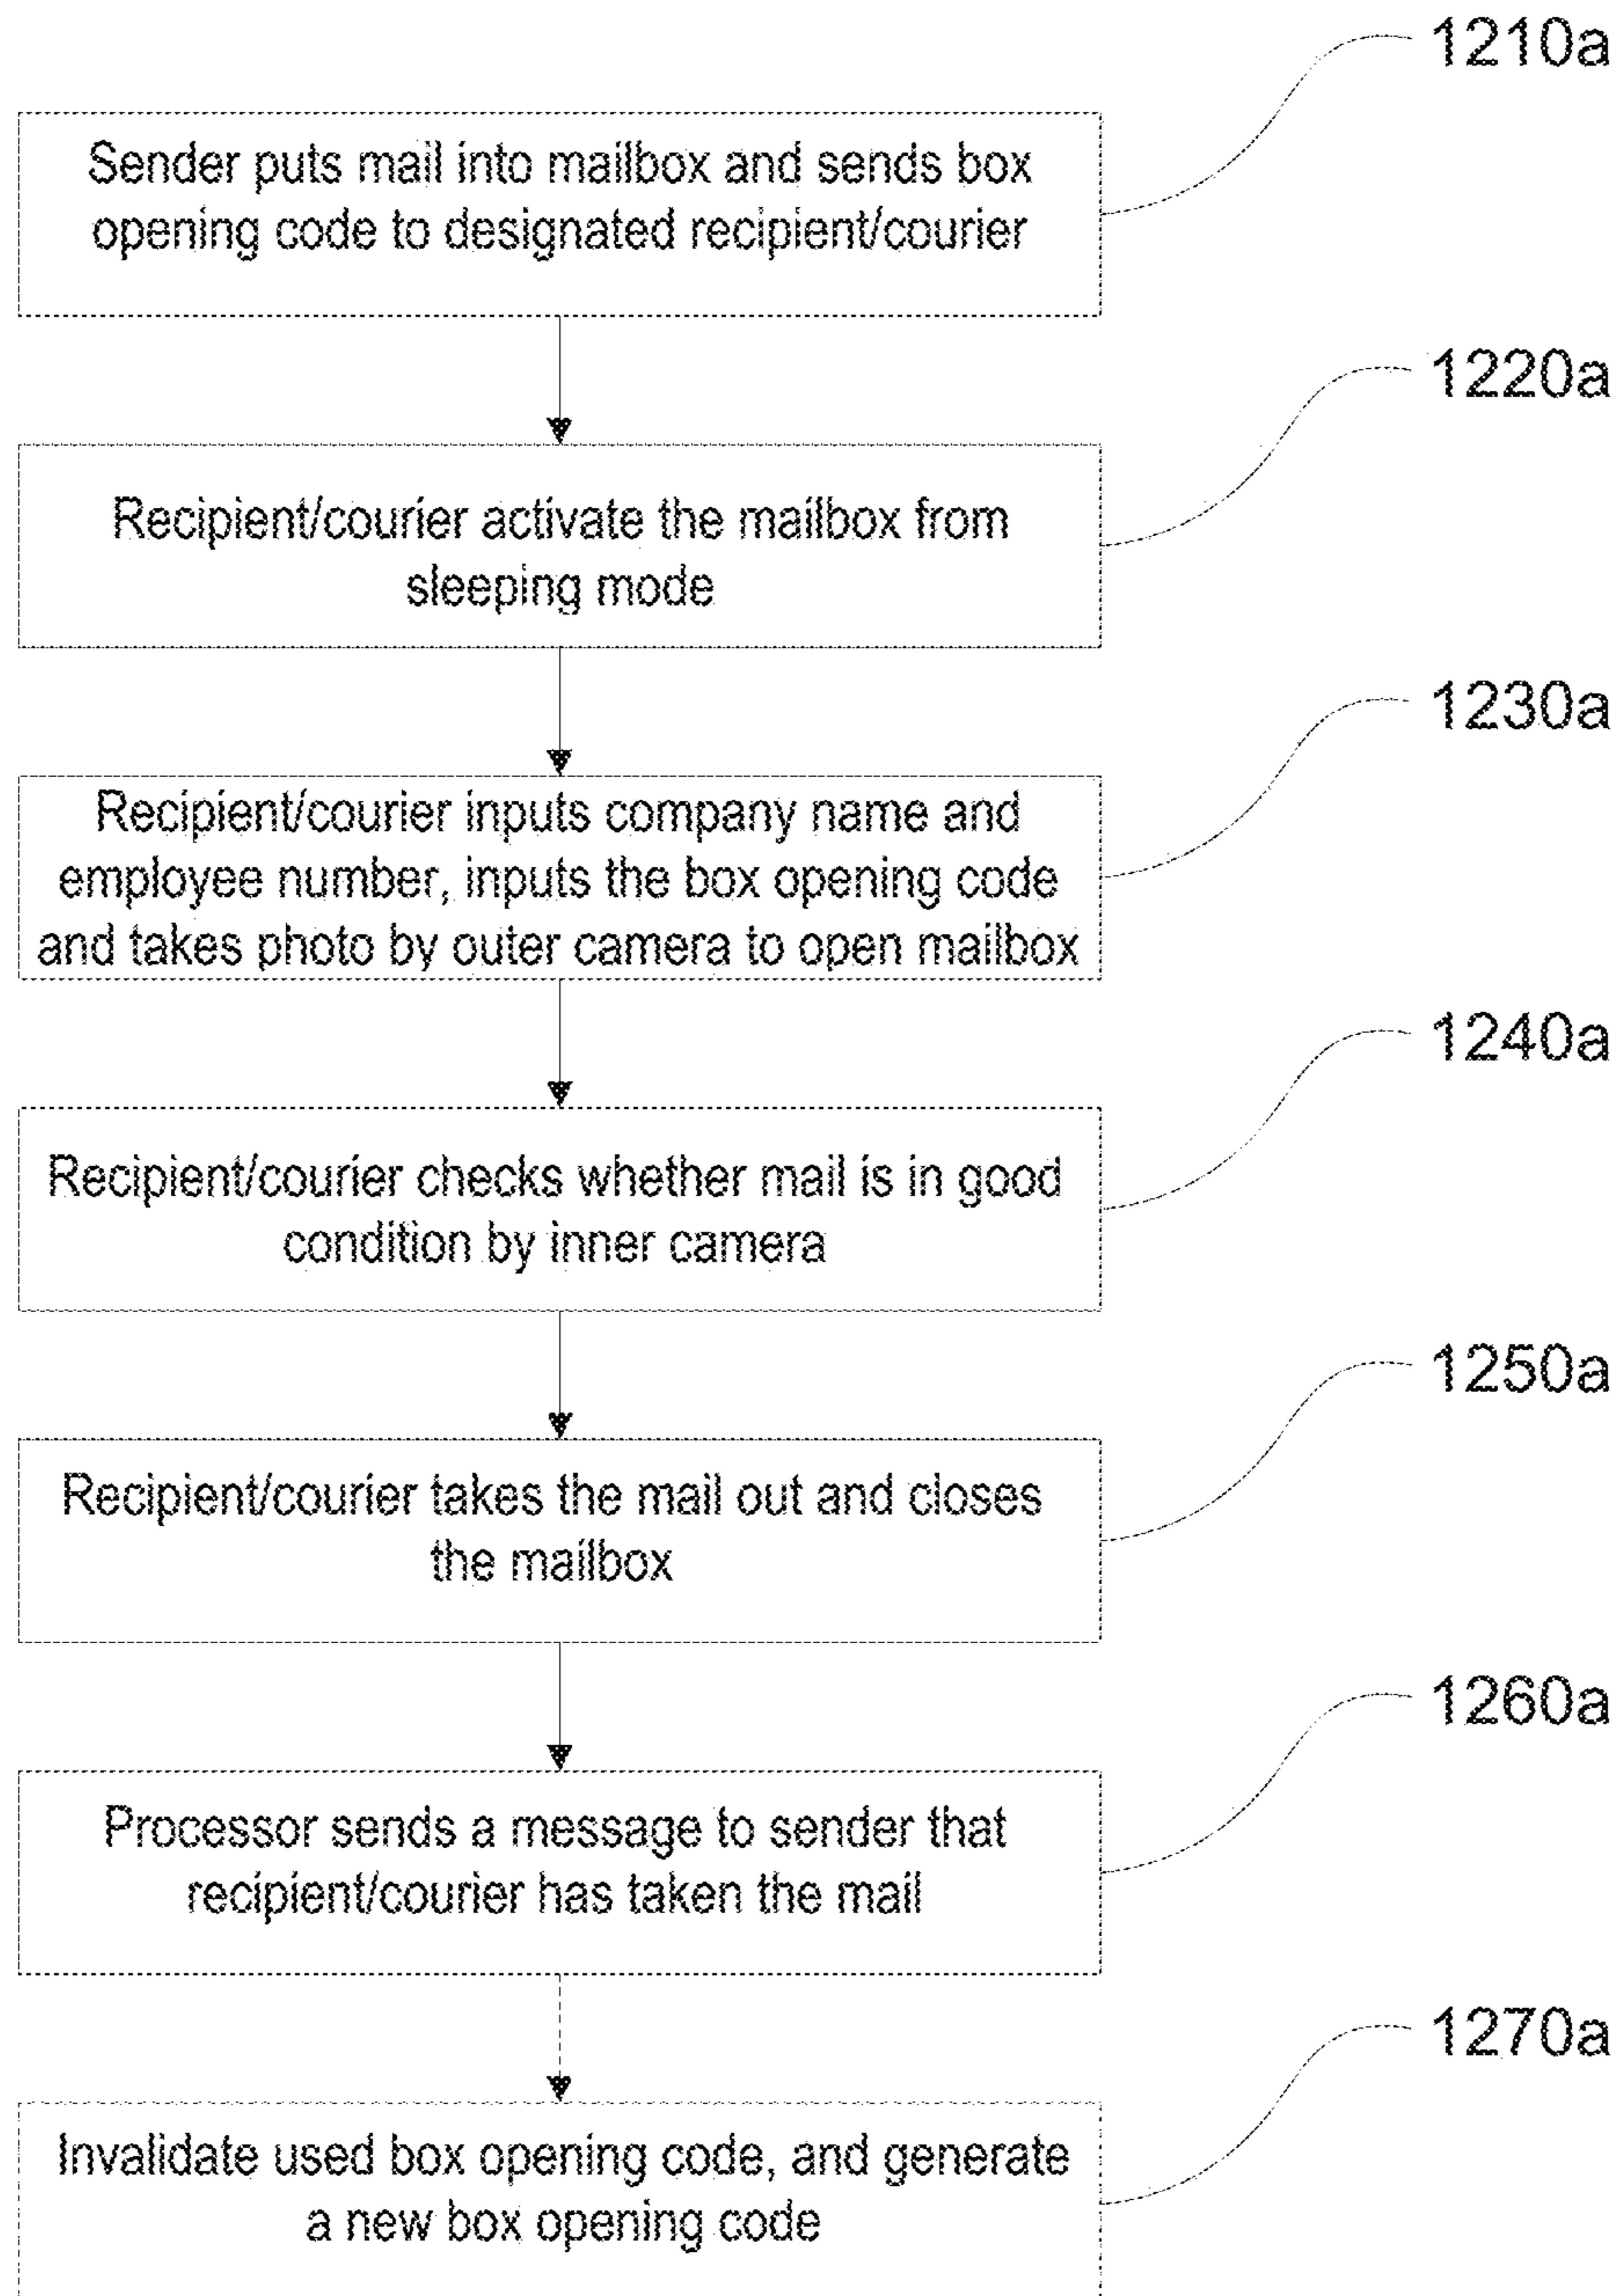 1210a
Sender puts mail into mailbox and sends box
opening code to designated recipient/courier
1220a
Recipient/courier activate the mailbox from
sleeping mode
1230a
Recipient/courier inputs company name and
employee number, inputs the box opening code
and takes photo by outer camera to open mailbox
1240a
Recipient/courier checks whether mail is in good
condition by inner camera
1250a
Recipient/courier takes the mail out and closes
the mailbox
1260a
Processor sends a message to sender that
recipient/courier has taken the mail
1270a
Invalidate used box opening code, and generate
a new box opening code